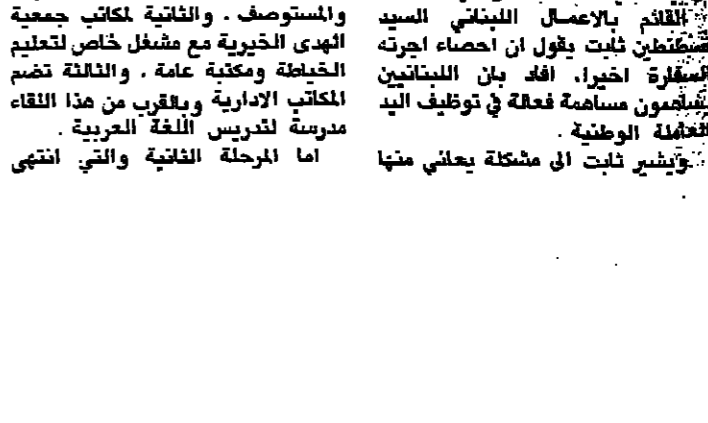 القائم بالاعمال اللبناني السيد
قسطنطين ثابت يقول ان احصاء اجرته
السفارة اخيرا، افاد بان اللبنانيين
يساهمون مساهمة فعالة في توظيف اليد
العاملة الوطنية .
ويشير ثابت الى مشكلة يعاني منها
والمستوصف . والثانية لمكاتب جمعية
الهدى الخيرية مع مشغل خاص لتعليم
الخياطة ومكتبة عامة . والثالثة تضم
المكاتب الادارية وبالقرب من هذا اللقاء
مدرسة لتدريس اللغة العربية .
اما المرحلة الثانية والتي انتهى